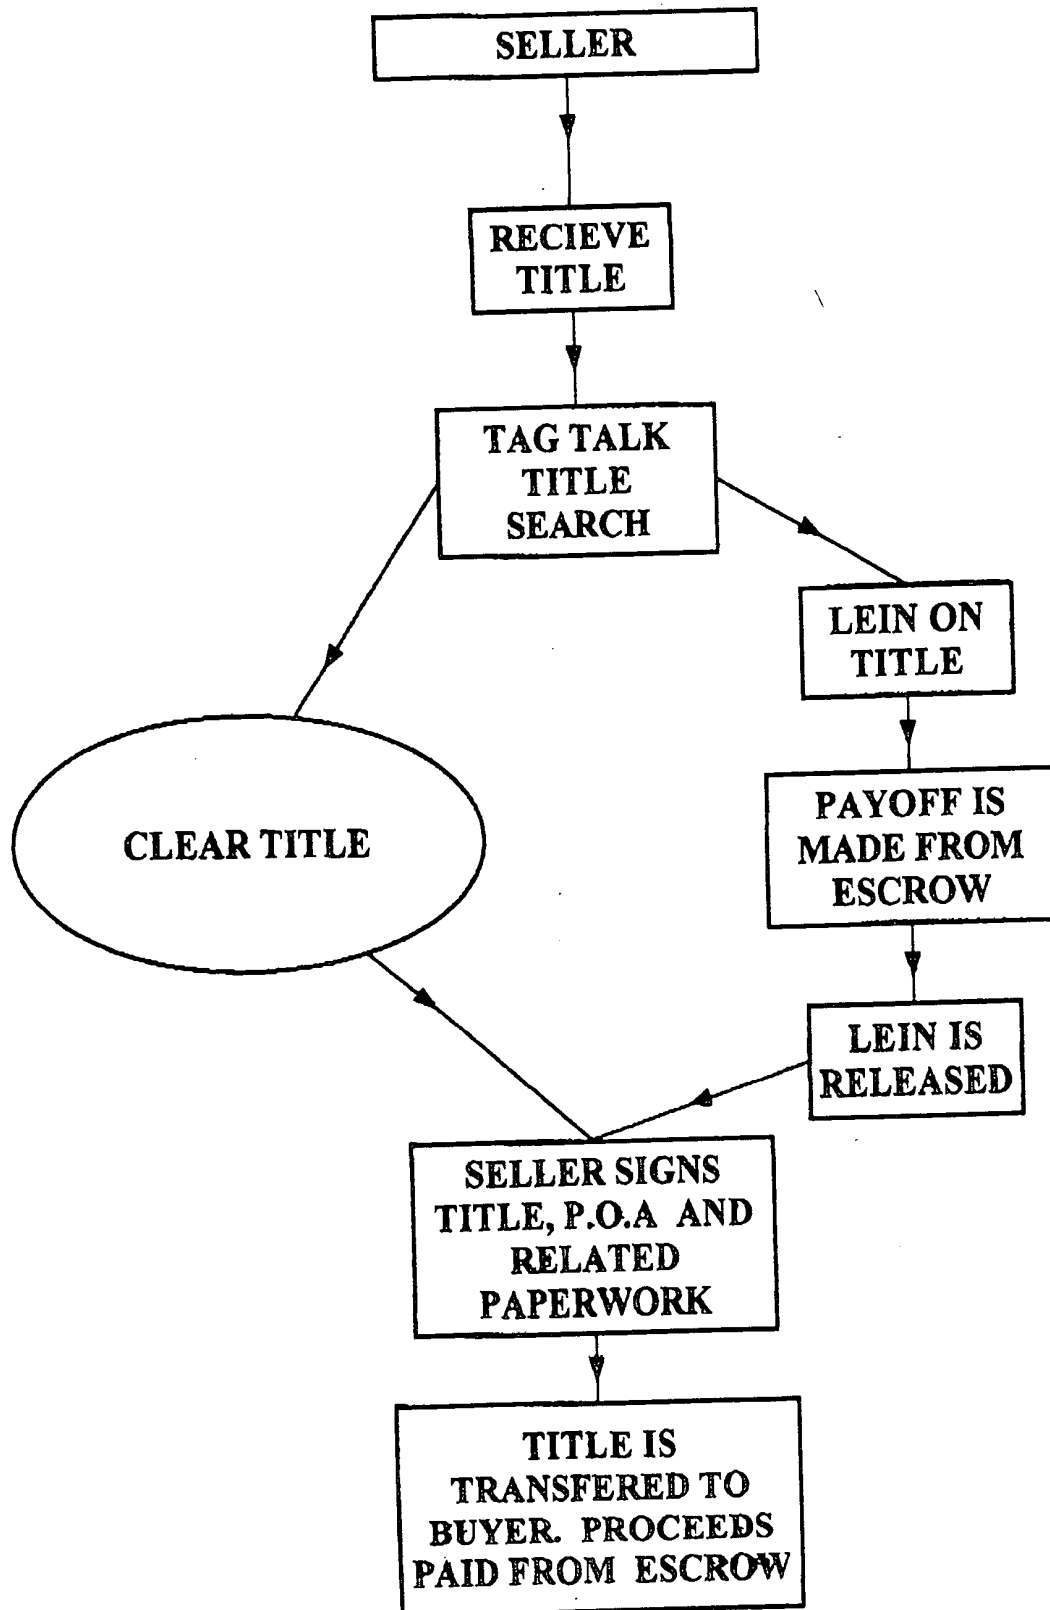 SELLER
RECIEVE
TITLE
TAG TALK
TITLE
SEARCH
LEIN ON
TITLE
PAYOFF IS
MADE FROM
ESCROW
CLEAR TITLE
LEIN IS
RELEASED
SELLER SIGNS
TITLE, P.O.A AND
RELATED
PAPERWORK
TITLE IS
TRANSFERED TO
BUYER. PROCEEDS
PAID FROM ESCROW